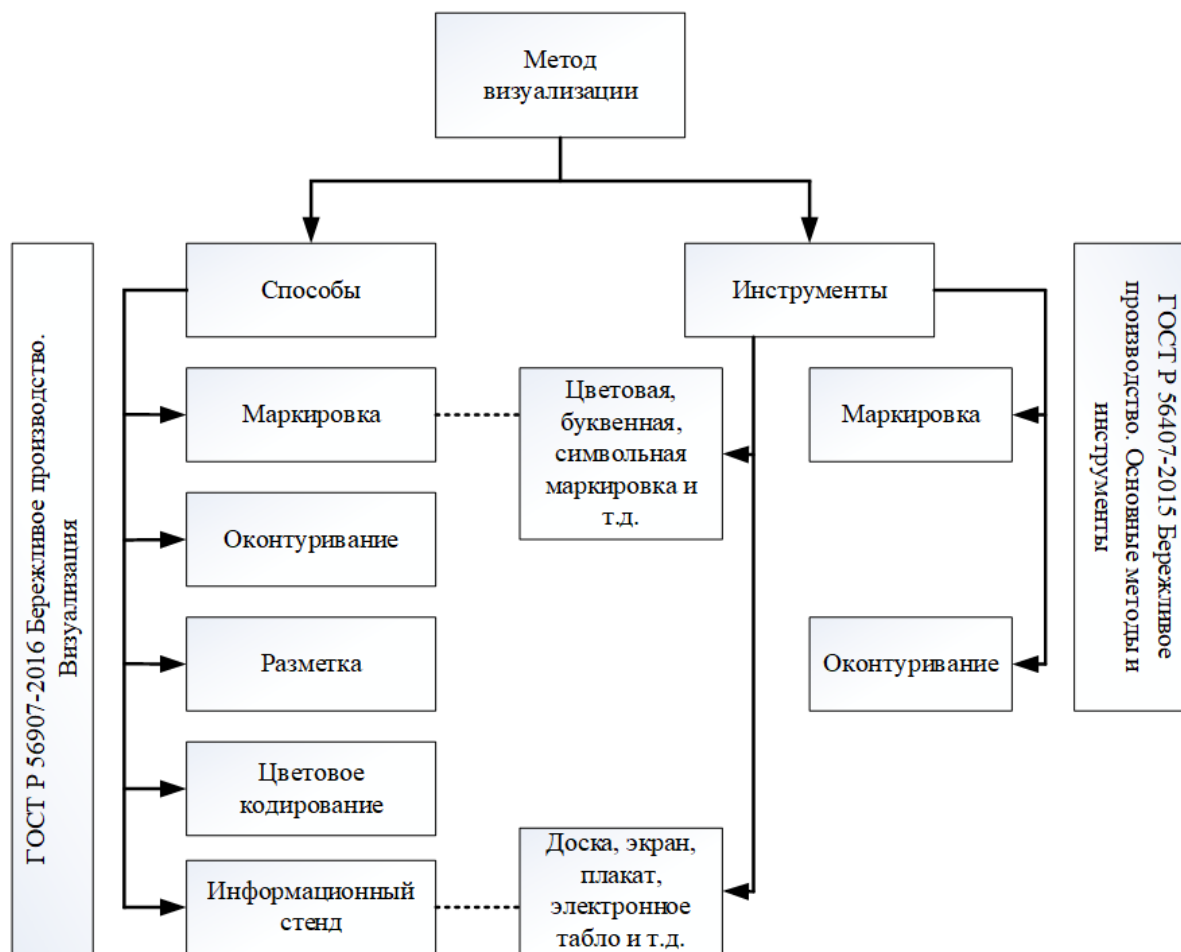 Метод
визуализации
Способы
Инструменты
ГОСТ Р 56907-2016 Бережливое производство.
Визуализация
ГОСТ Р 56407-2015 Бережливое
производство. Основные методы и
инструменты
Маркировка
Цветовая,
буквенная,
символьная
маркировка и
т.д.
Маркировка
Оконтуривание
Разметка
Оконтуривание
Цветовое
кодирование
Информационный
стенд
Доска, экран,
плакат,
электронное
табло и т.д.